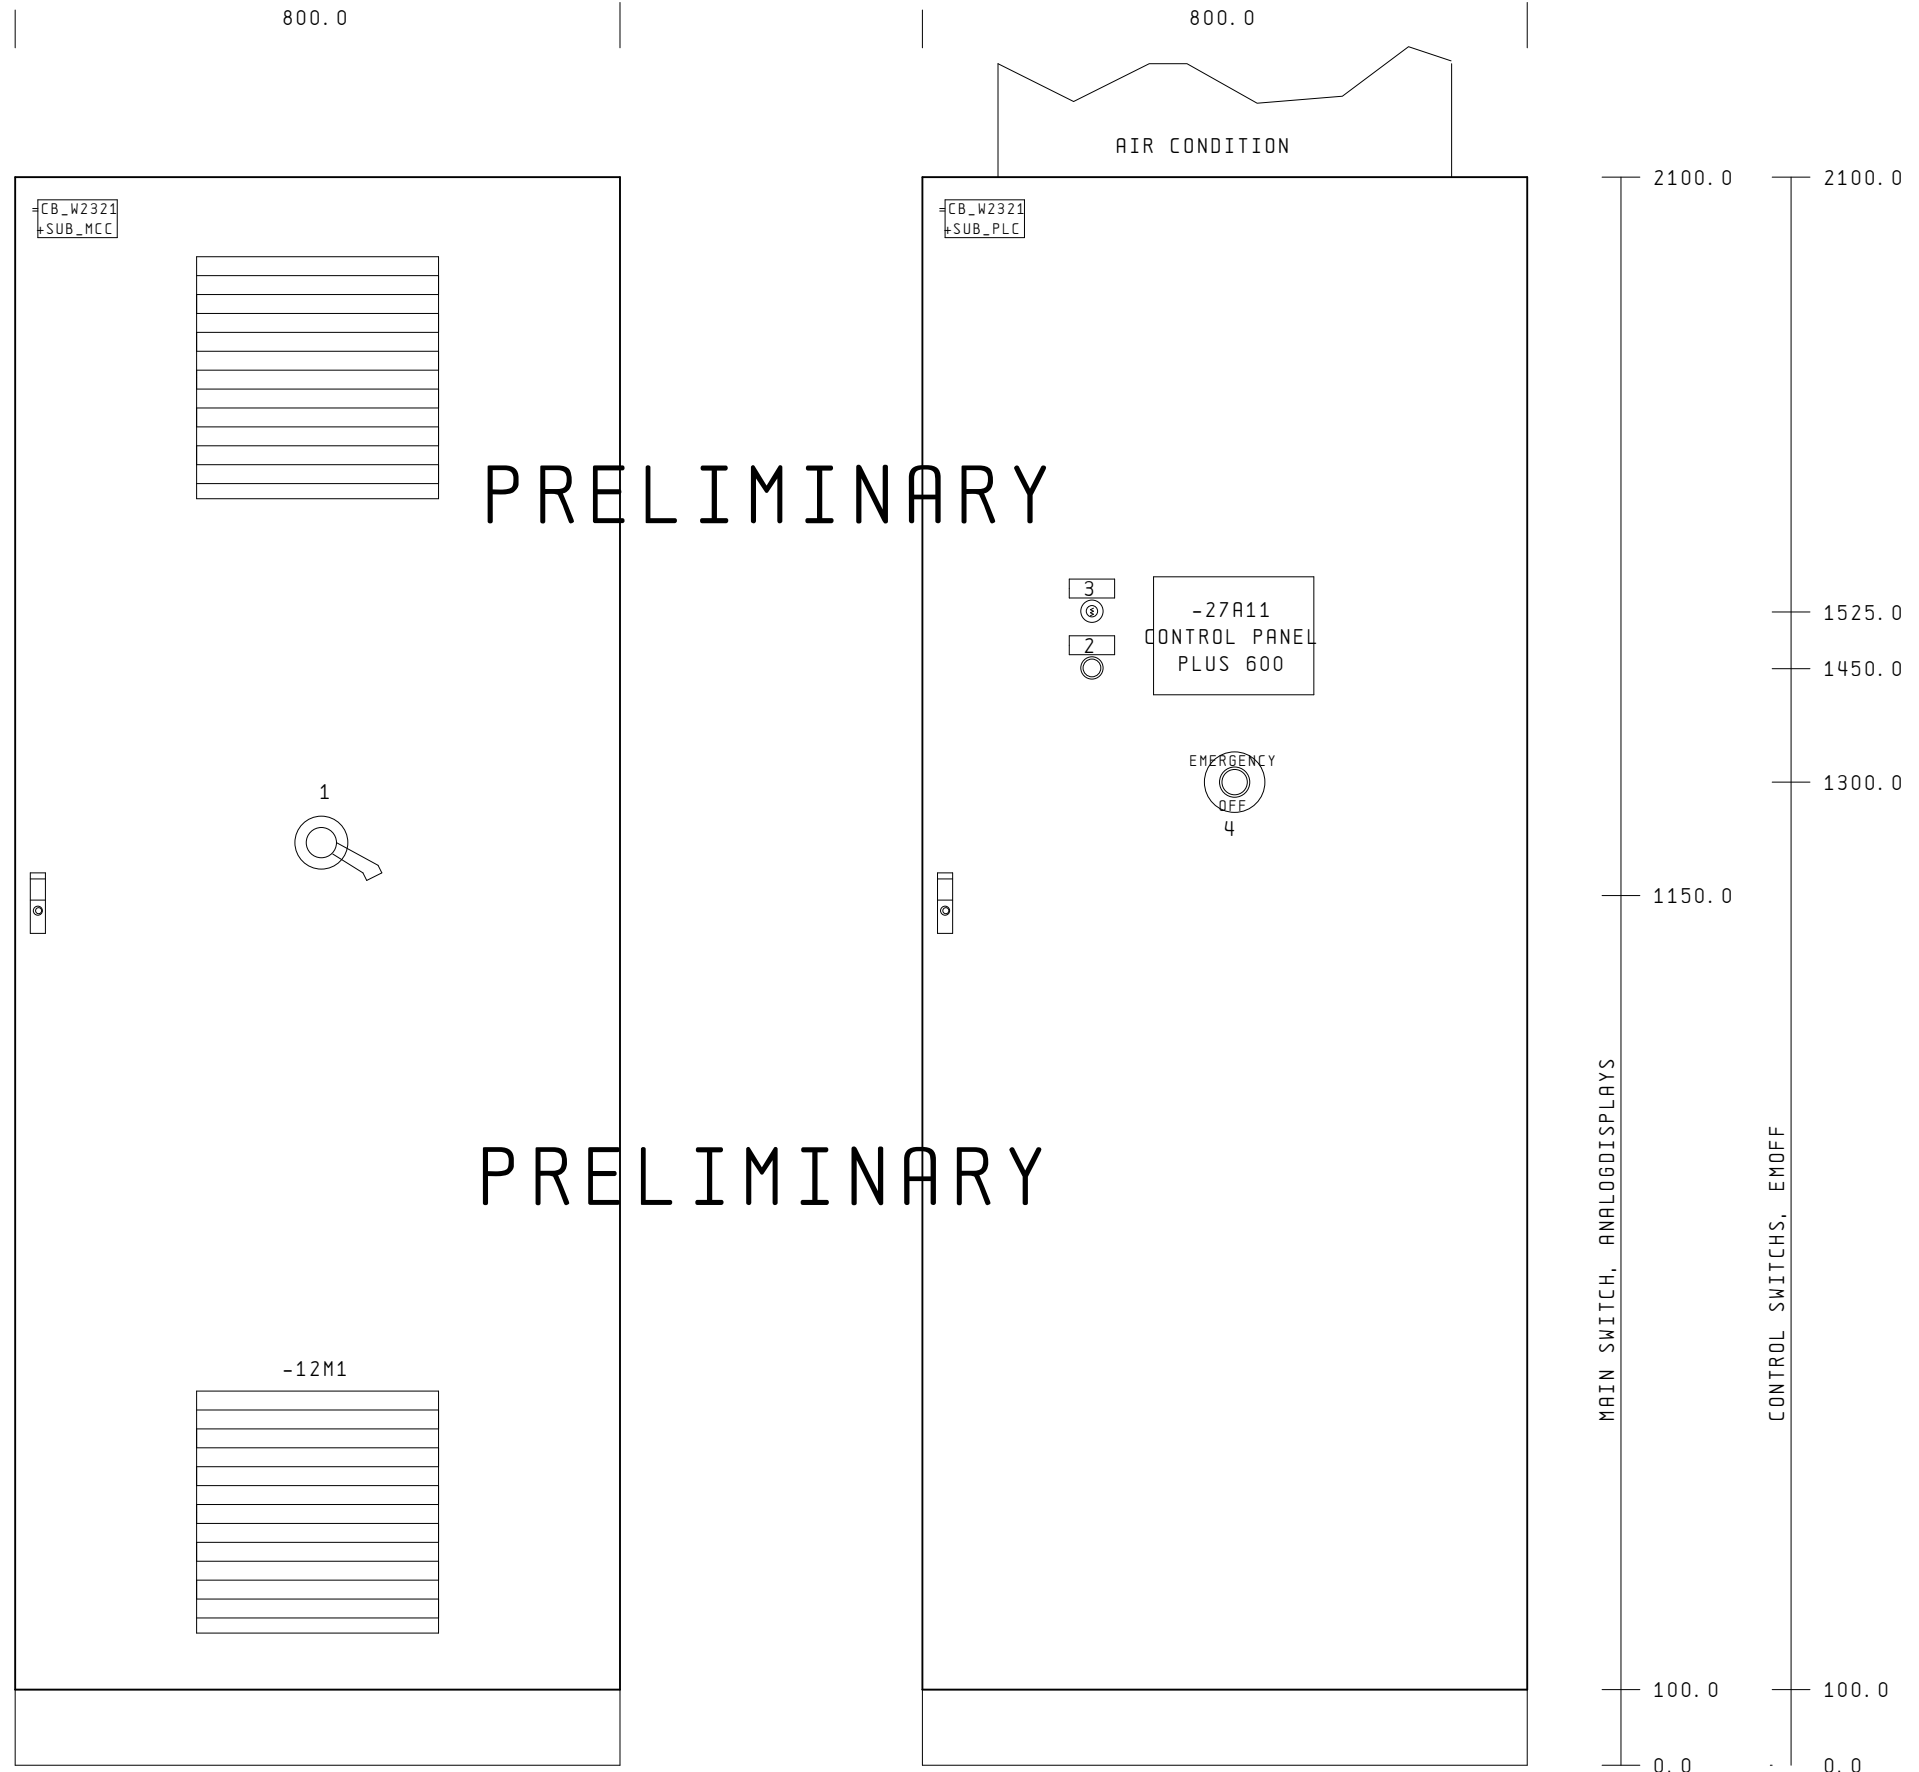 800.0
800.0
AIR CONDITION
2100.0
2100.0
=CB_W2321
+SUB_MCC
=CB_W2321
+SUB_PLC
PRELIMINARY
3
-27A11
CONTROL PANEL
PLUS 600
2
1525.0
1450.0
EMERGENCY
OFF
4
1300.0
1
1150.0
MAIN SWITCH, ANALOGDISPLAYS
CONTROL SWITCHS, EMOFF
PRELIMINARY
-12M1
100.0
100.0
0.0
0.0